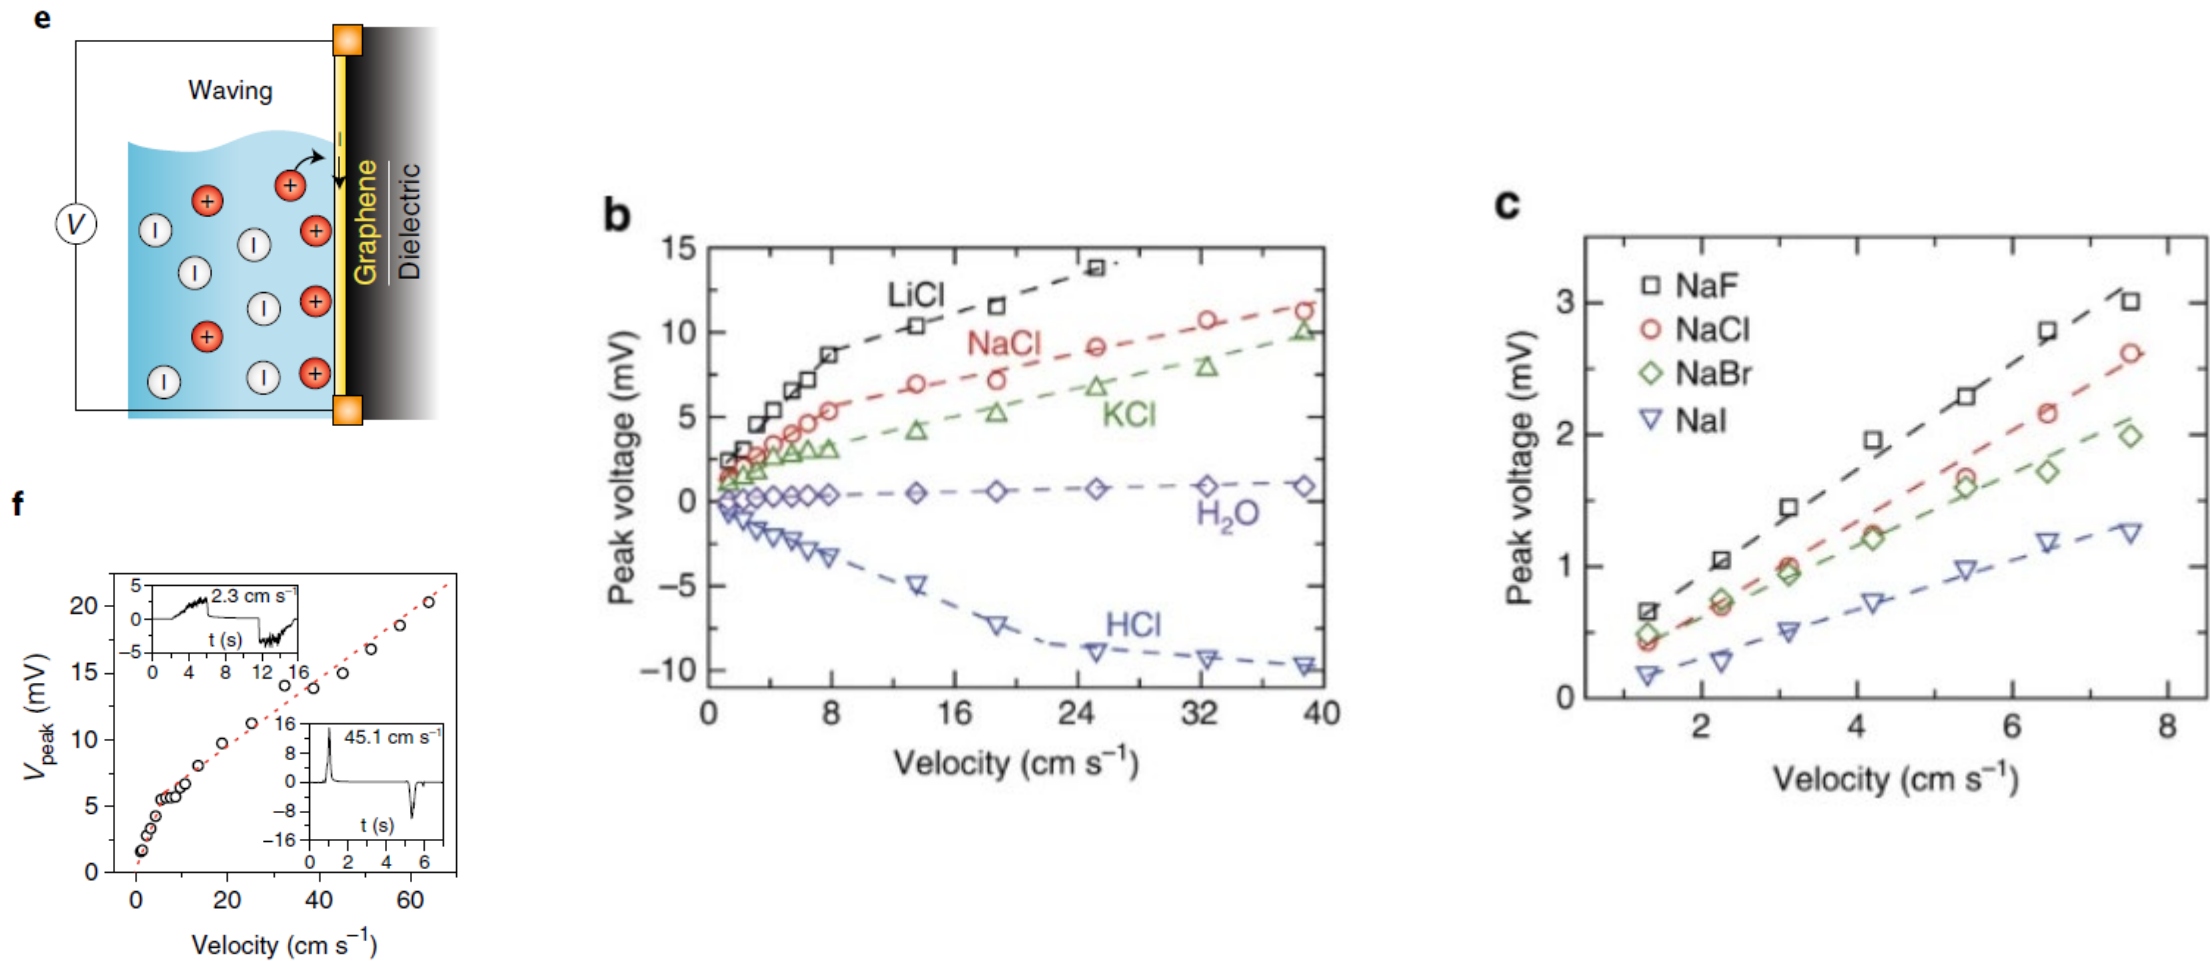 e
Waving
+
+
+
+
+
+
I
I
I
I
I
I
V
I
Graphene
Dielectric
f
V_peak (mV)
20
15
10
5
0
0
20
40
60
Velocity (cm s⁻¹)
5
0
−5
2.3 cm s⁻¹
t (s)
0
4
8
12
16
16
8
0
−8
−16
45.1 cm s⁻¹
t (s)
0
2
4
6
b
Peak voltage (mV)
15
10
5
0
−5
−10
LiCl
NaCl
KCl
H₂O
HCl
0
8
16
24
32
40
Velocity (cm s⁻¹)
c
Peak voltage (mV)
3
2
1
0
NaF
NaCl
NaBr
NaI
2
4
6
8
Velocity (cm s⁻¹)